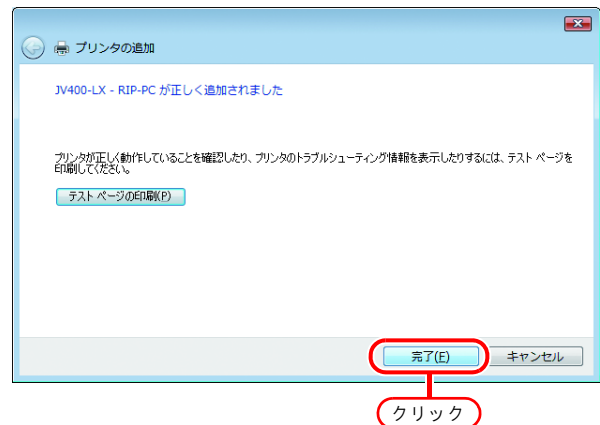 プリンタの追加
JV400-LX - RIP-PC が正しく追加されました
プリンタが正しく動作していることを確認したり、プリンタのトラブルシューティング情報を表示したりするには、テスト ページを
印刷してください。
テスト ページの印刷(P)
完了(F) キャンセル
クリック